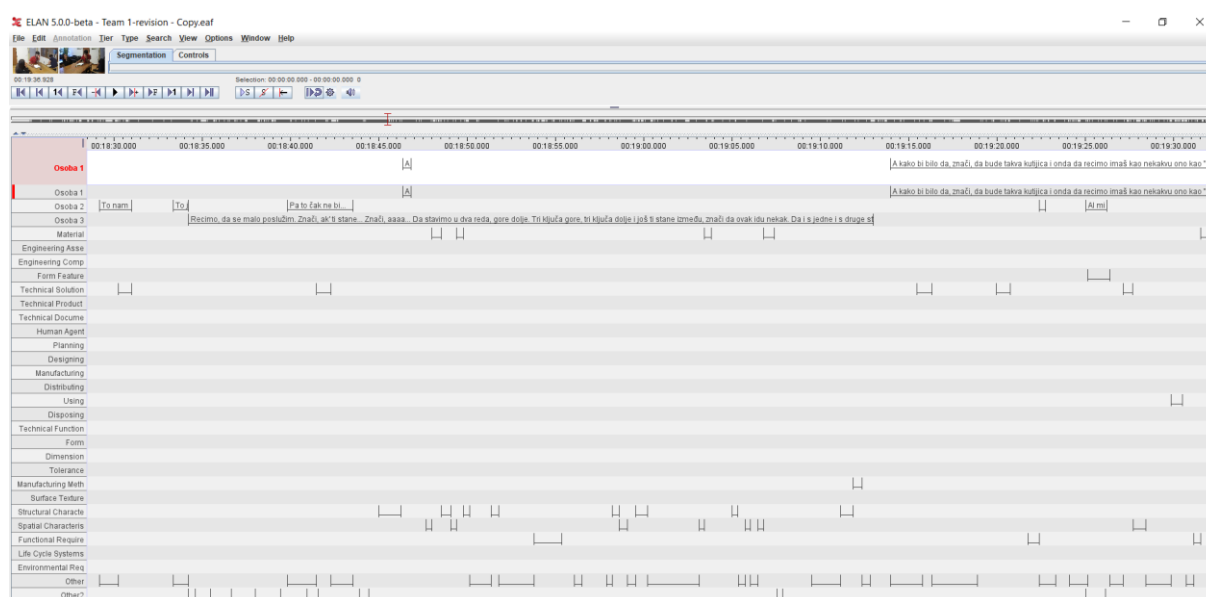 ELAN 5.0.0-beta - Team 1-revision - Copy.eaf
File Edit Annotation Tier Type Search View Options Window Help
Segmentation Controls
00:19:36.928 Selection: 00:00:00.000 - 00:00:00.000 0
00:18:30.000 00:18:35.000 00:18:40.000 00:18:45.000 00:18:50.000 00:18:55.000 00:19:00.000 00:19:05.000 00:19:10.000 00:19:15.000 00:19:20.000 00:19:25.000 00:19:30.000
Osoba 1 A A kako bi bilo da, znači, da bude takva kutijica i onda da recimo imaš kao nekakvu ono kao "
Osoba 1 A A kako bi bilo da, znači, da bude takva kutijica i onda da recimo imaš kao nekakvu ono kao "
Osoba 2 To nam To Pa to čak ne bi... Al mi
Osoba 3 Recimo, da se malo poslužim. Znači, ak'ti stane... Znači, aaaa... Da stavimo u dva reda, gore dolje. Tri ključa gore, tri ključa dolje i još ti stane između, znači da ovak idu nekak. Da i s jedne i s druge st
Material
Engineering Asse
Engineering Comp
Form Feature
Technical Solution
Technical Product
Technical Docume
Human Agent
Planning
Designing
Manufacturing
Distributing
Using
Disposing
Technical Function
Form
Dimension
Tolerance
Manufacturing Meth
Surface Texture
Structural Characte
Spatial Characteris
Functional Require
Life Cycle Systems
Environmental Req
Other
Other2